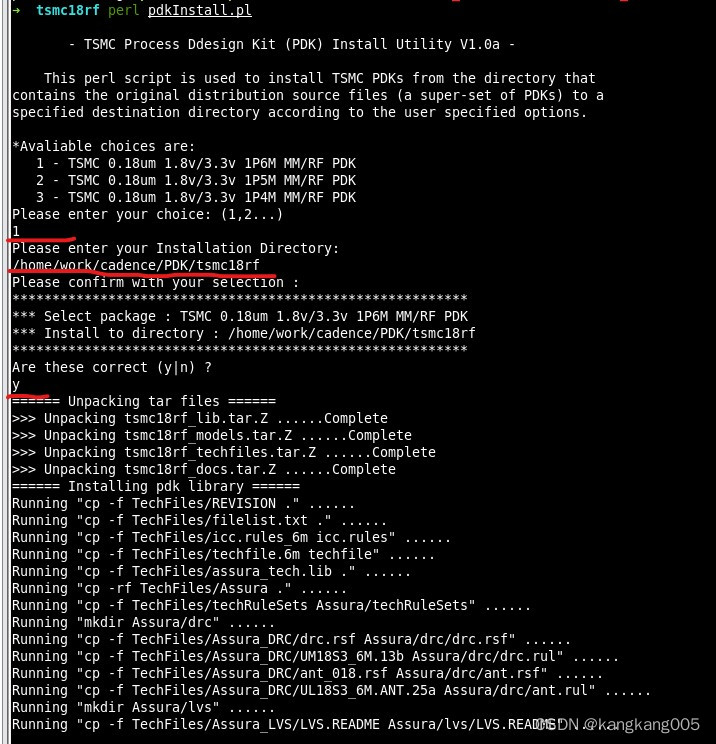 → tsmc18rf perl pdkInstall.pl
- TSMC Process Ddesign Kit (PDK) Install Utility V1.0a -
This perl script is used to install TSMC PDKs from the directory that
contains the original distribution source files (a super-set of PDKs) to a
specified destination directory according to the user specified options.
*Avaliable choices are:
1 - TSMC 0.18um 1.8v/3.3v 1P6M MM/RF PDK
2 - TSMC 0.18um 1.8v/3.3v 1P5M MM/RF PDK
3 - TSMC 0.18um 1.8v/3.3v 1P4M MM/RF PDK
Please enter your choice: (1,2...)
1
Please enter your Installation Directory:
/home/work/cadence/PDK/tsmc18rf
Please confirm with your selection :
*********************************************************
*** Select package : TSMC 0.18um 1.8v/3.3v 1P6M MM/RF PDK
*** Install to directory : /home/work/cadence/PDK/tsmc18rf
*********************************************************
Are these correct (y|n) ?
y
====== Unpacking tar files ======
>>> Unpacking tsmc18rf_lib.tar.Z ......Complete
>>> Unpacking tsmc18rf_models.tar.Z ......Complete
>>> Unpacking tsmc18rf_techfiles.tar.Z ......Complete
>>> Unpacking tsmc18rf_docs.tar.Z ......Complete
====== Installing pdk library ======
Running "cp -f TechFiles/REVISION ." ......
Running "cp -f TechFiles/filelist.txt ." ......
Running "cp -f TechFiles/icc.rules_6m icc.rules" ......
Running "cp -f TechFiles/techfile.6m techfile" ......
Running "cp -f TechFiles/assura_tech.lib ." ......
Running "cp -rf TechFiles/Assura ." ......
Running "cp -f TechFiles/techRuleSets Assura/techRuleSets" ......
Running "mkdir Assura/drc" ......
Running "cp -f TechFiles/Assura_DRC/drc.rsf Assura/drc/drc.rsf" ......
Running "cp -f TechFiles/Assura_DRC/UM18S3_6M.13b Assura/drc/drc.rul" ......
Running "cp -f TechFiles/Assura_DRC/ant_018.rsf Assura/drc/ant.rsf" ......
Running "cp -f TechFiles/Assura_DRC/UL18S3_6M.ANT.25a Assura/drc/ant.rul" ......
Running "mkdir Assura/lvs" ......
Running "cp -f TechFiles/Assura_LVS/LVS.README Assura/lvs/LVS.README" ......
CSDN @kangkang005